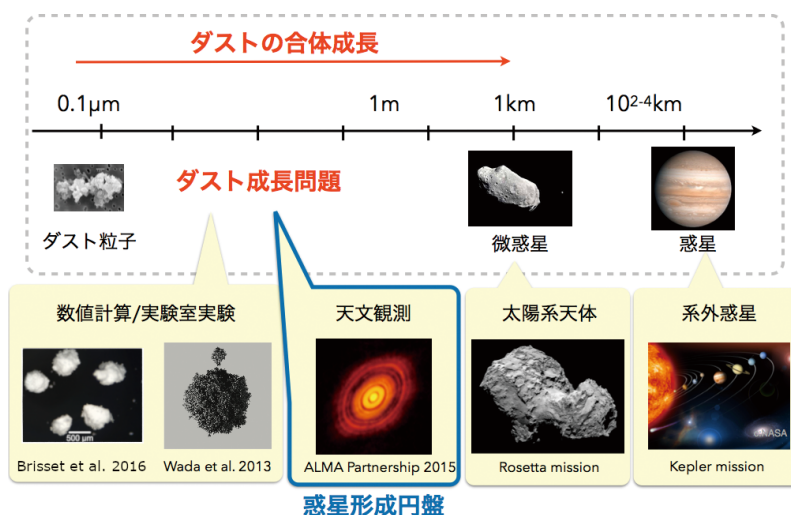 ダストの合体成長
0.1μm 1m 1km 10²⁻⁴km
ダスト成長問題
ダスト粒子 微惑星 惑星
数値計算/実験室実験 天文観測 太陽系天体 系外惑星
500 μm
NASA
Brisset et al. 2016 Wada et al. 2013 ALMA Partnership 2015 Rosetta mission Kepler mission
惑星形成円盤